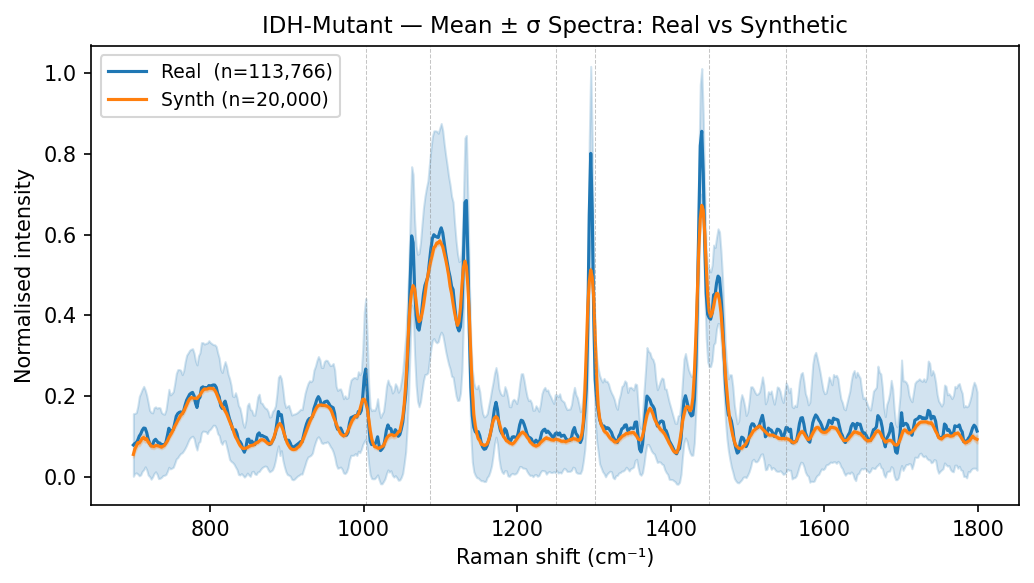 IDH-Mutant — Mean ± σ Spectra: Real vs Synthetic
Real (n=113,766)
Synth (n=20,000)
Normalised intensity
1.0
0.8
0.6
0.4
0.2
0.0
800
1000
1200
1400
1600
1800
Raman shift (cm⁻¹)